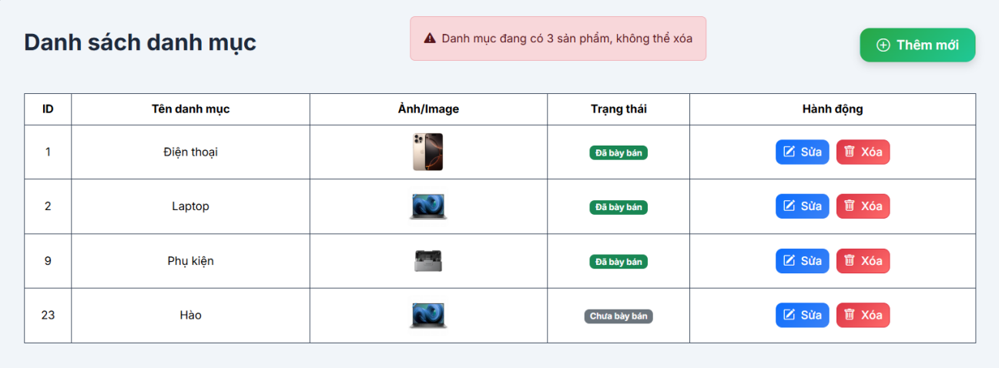 Danh sách danh mục
Danh mục đang có 3 sản phẩm, không thể xóa
Thêm mới
ID Tên danh mục Ảnh/Image Trạng thái Hành động
1 Điện thoại Đã bày bán Sửa Xóa
2 Laptop Đã bày bán Sửa Xóa
9 Phụ kiện Đã bày bán Sửa Xóa
23 Hào Chưa bày bán Sửa Xóa